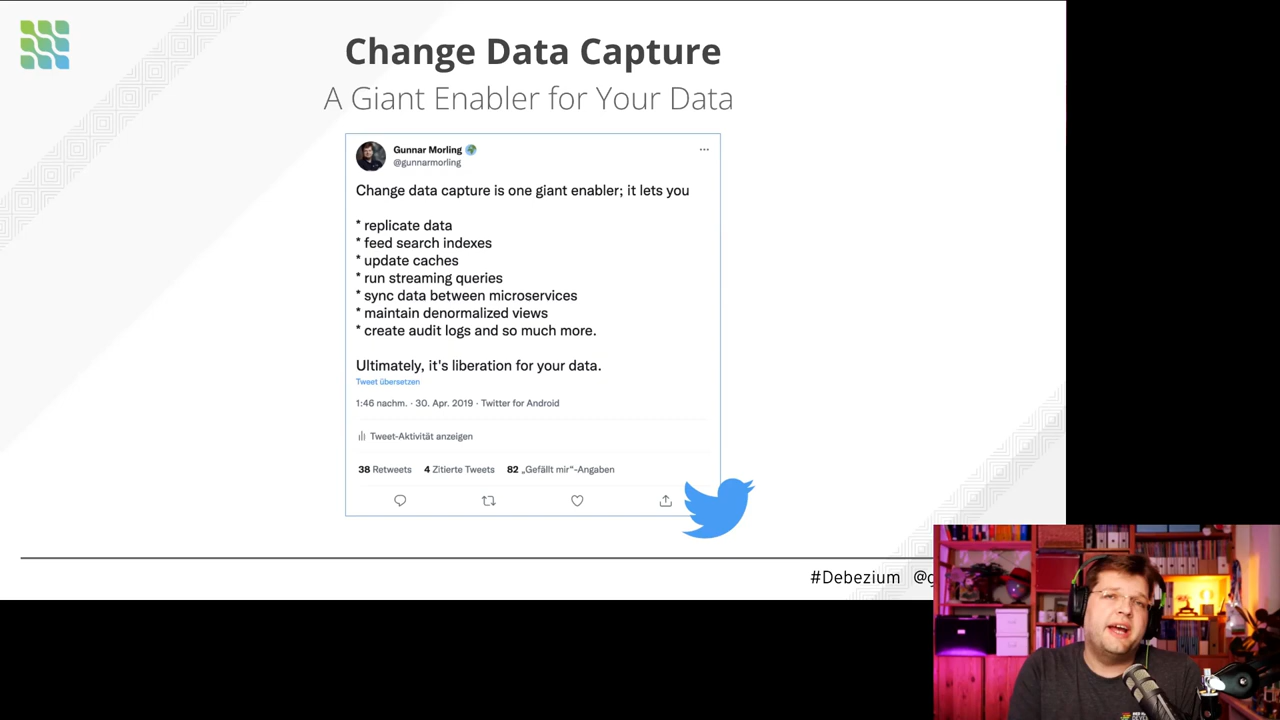 Change Data Capture
A Giant Enabler for Your Data
Gunnar Morling
@gunnarmorling
Change data capture is one giant enabler; it lets you
* replicate data
* feed search indexes
* update caches
* run streaming queries
* sync data between microservices
* maintain denormalized views
* create audit logs and so much more.
Ultimately, it's liberation for your data.
Tweet übersetzen
1:46 nachm. · 30. Apr. 2019 · Twitter for Android
Tweet-Aktivität anzeigen
38 Retweets 4 Zitierte Tweets 82 „Gefällt mir“-Angaben
#Debezium @g